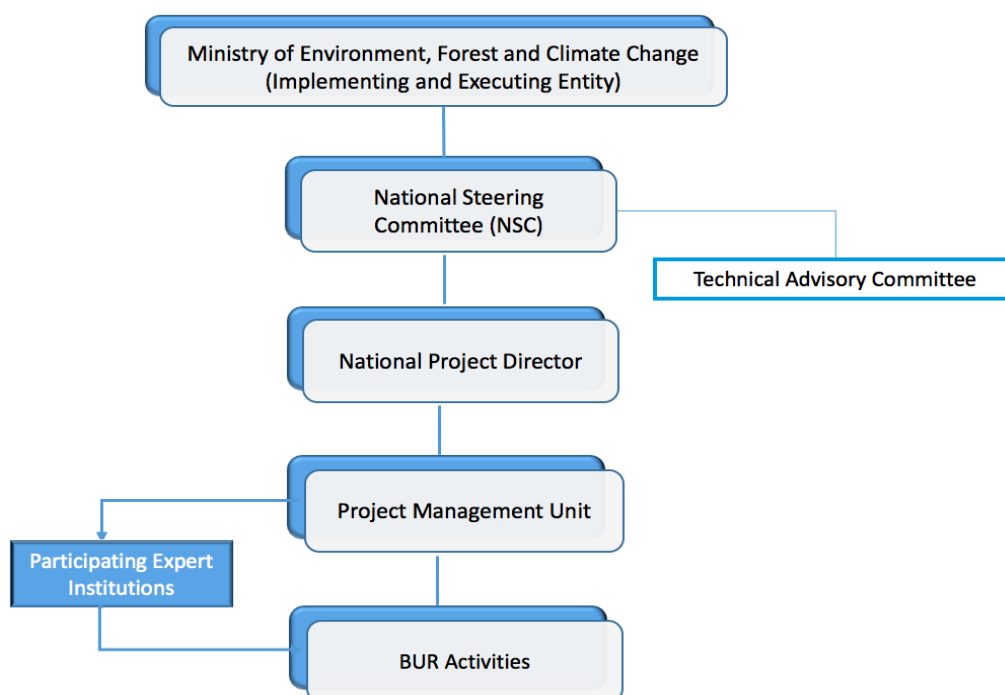 Ministry of Environment, Forest and Climate Change
(Implementing and Executing Entity)
National Steering
Committee (NSC)
Technical Advisory Committee
National Project Director
Project Management Unit
Participating Expert
Institutions
BUR Activities